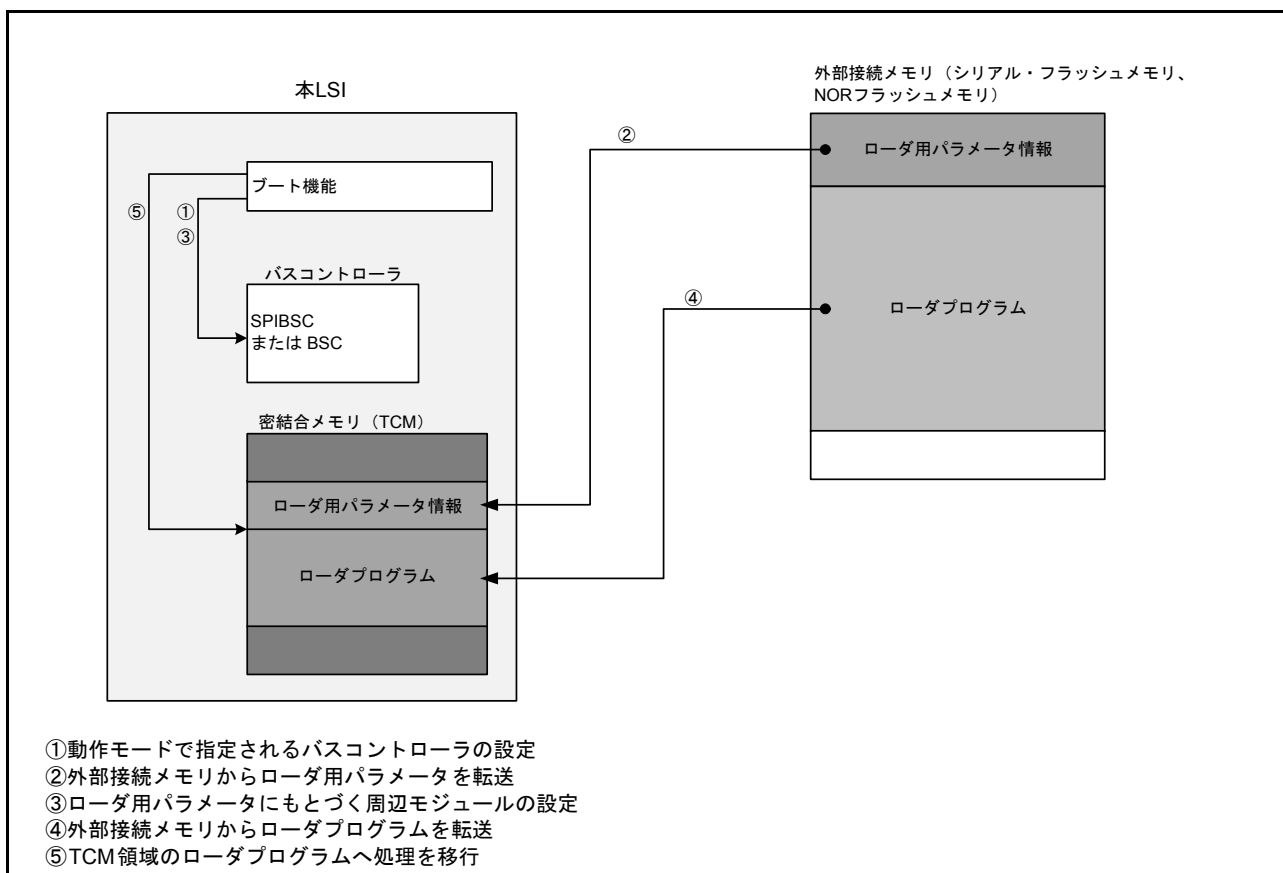 本LSI
外部接続メモリ（シリアル・フラッシュメモリ、
NORフラッシュメモリ）
②
ローダ用パラメータ情報
ブート機能
⑤
①
③
バスコントローラ
SPIBSC
または BSC
④
ローダプログラム
密結合メモリ（TCM）
ローダ用パラメータ情報
ローダプログラム
①動作モードで指定されるバスコントローラの設定
②外部接続メモリからローダ用パラメータを転送
③ローダ用パラメータにもとづく周辺モジュールの設定
④外部接続メモリからローダプログラムを転送
⑤TCM領域のローダプログラムへ処理を移行